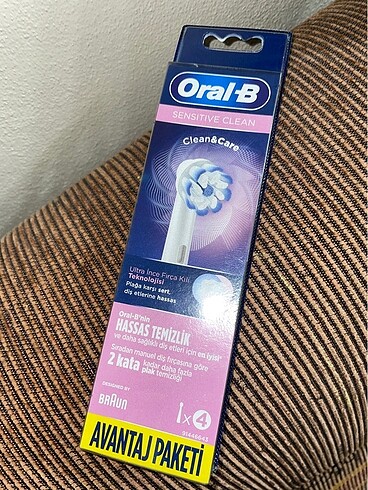 Oral-B
SENSITIVE CLEAN
Clean&Care
Ultra İnce Fırça Kılı
Teknolojisi
Plağa karşı sert,
diş etlerine hassas
Oral-B'nin
HASSAS TEMİZLİK
ve daha sağlıklı diş etleri için en iyisi*
Sıradan manuel diş fırçasına göre
2 kata kadar daha fazla
plak temizliği
DESIGNED BY
BRAUN
1x4
91448643
AVANTAJ PAKETİ